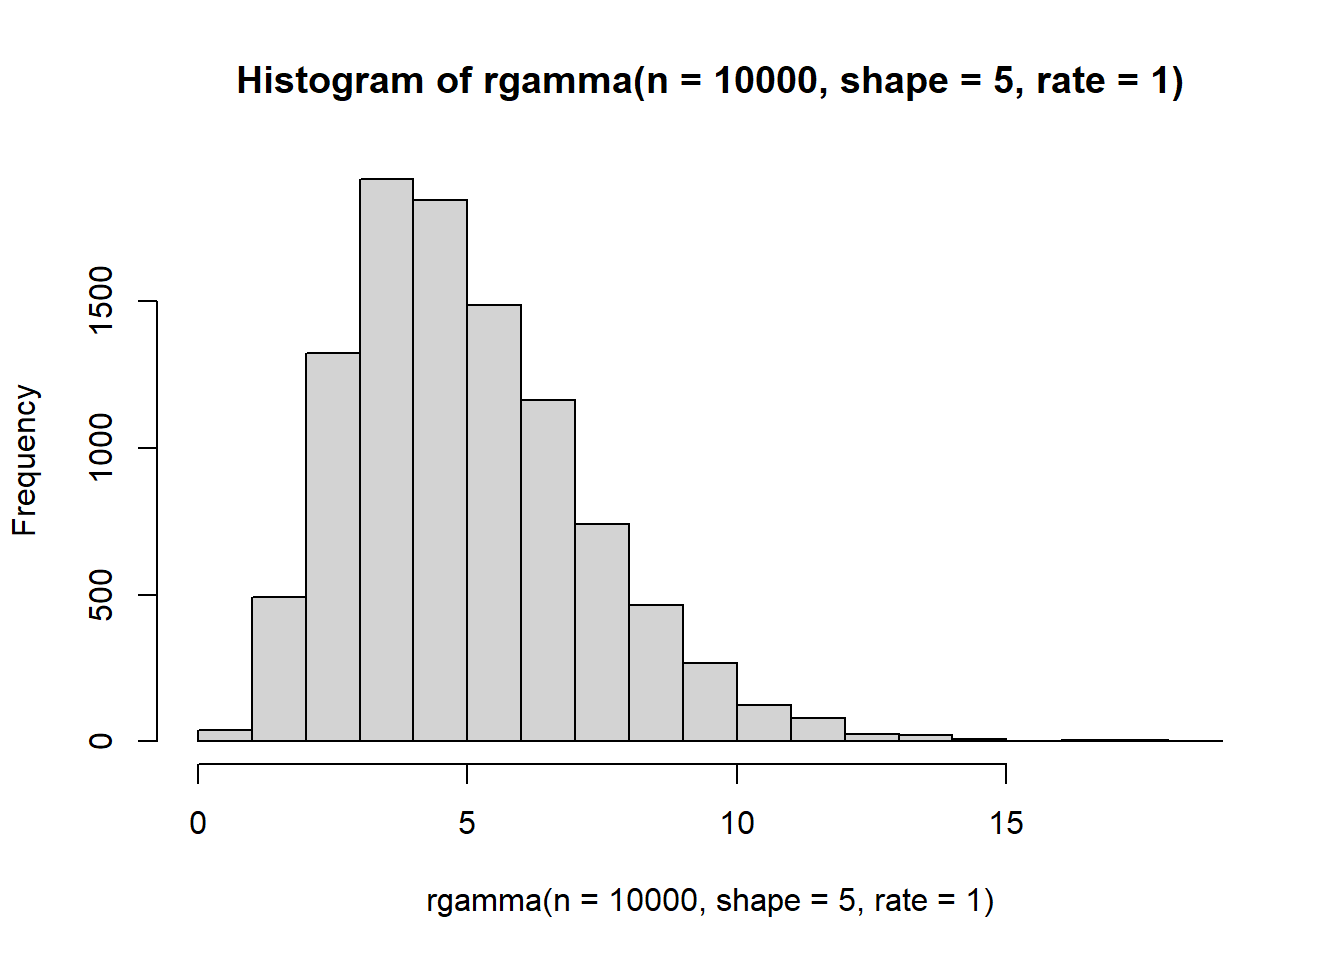 Histogram of rgamma(n = 10000, shape = 5, rate = 1)
Frequency
1500
1000
500
0
0 5 10 15
rgamma(n = 10000, shape = 5, rate = 1)